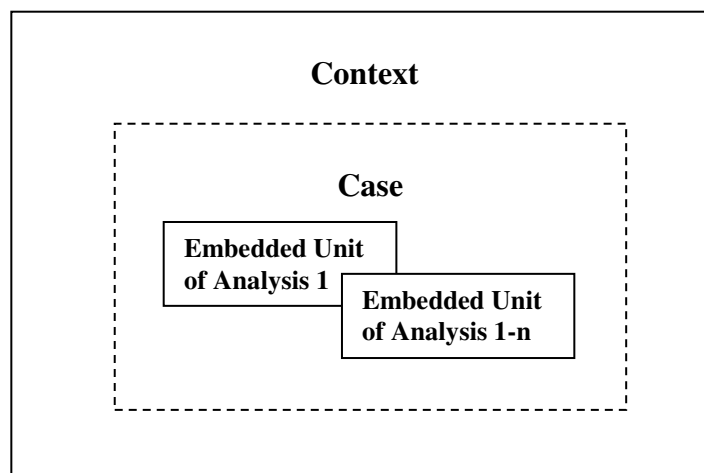 Context
Case
Embedded Unit
of Analysis 1
Embedded Unit
of Analysis 1-n